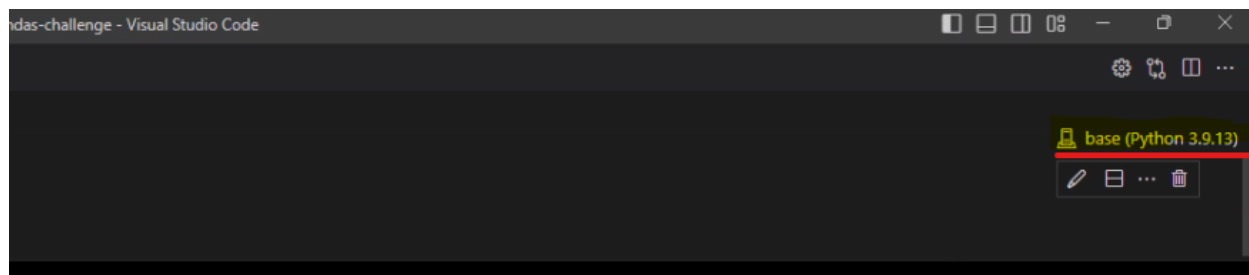 ndas-challenge - Visual Studio Code
base (Python 3.9.13)